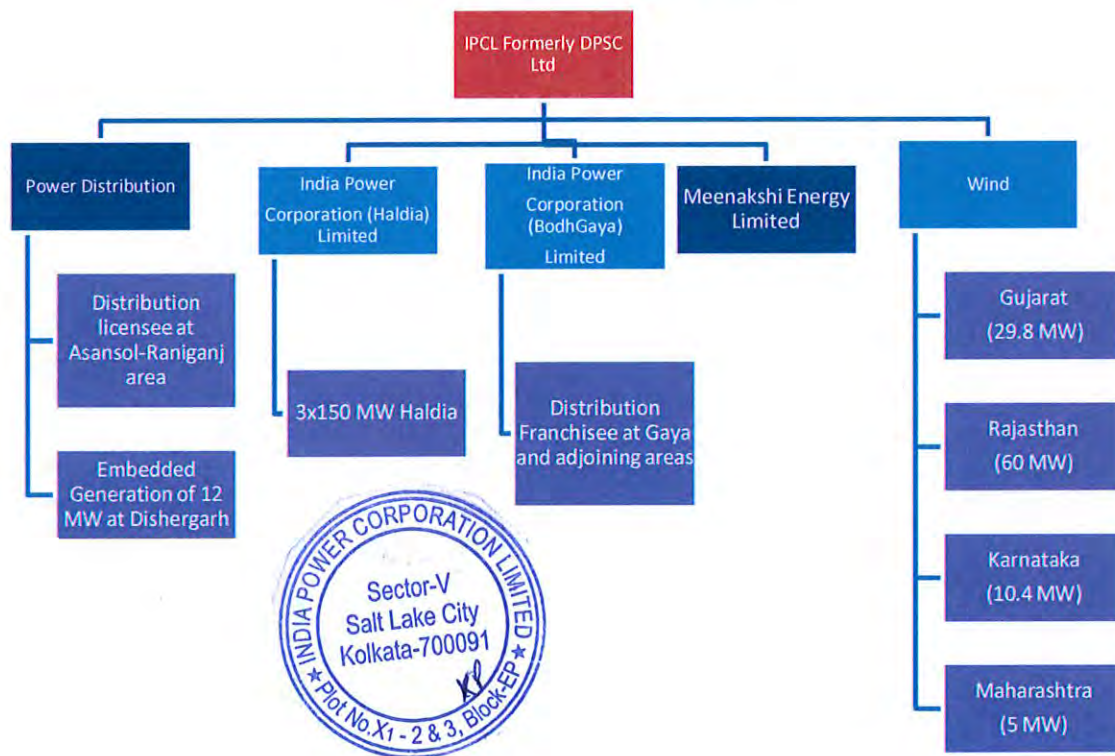 IPCL Formerly DPSC
Ltd
Power Distribution
Distribution
licensee at
Asansol-Raniganj
area
Embedded
Generation of 12
MW at Dishergarh
India Power
Corporation (Haldia)
Limited
3x150 MW Haldia
India Power
Corporation
(BodhGaya)
Limited
Distribution
Franchisee at Gaya
and adjoining areas
Meenakshi Energy
Limited
Wind
Gujarat
(29.8 MW)
Rajasthan
(60 MW)
Karnataka
(10.4 MW)
Maharashtra
(5 MW)
INDIA POWER CORPORATION LIMITED
Sector-V
Salt Lake City
Kolkata-700091
★ Plot No.X1 - 2 & 3, Block-EP ★